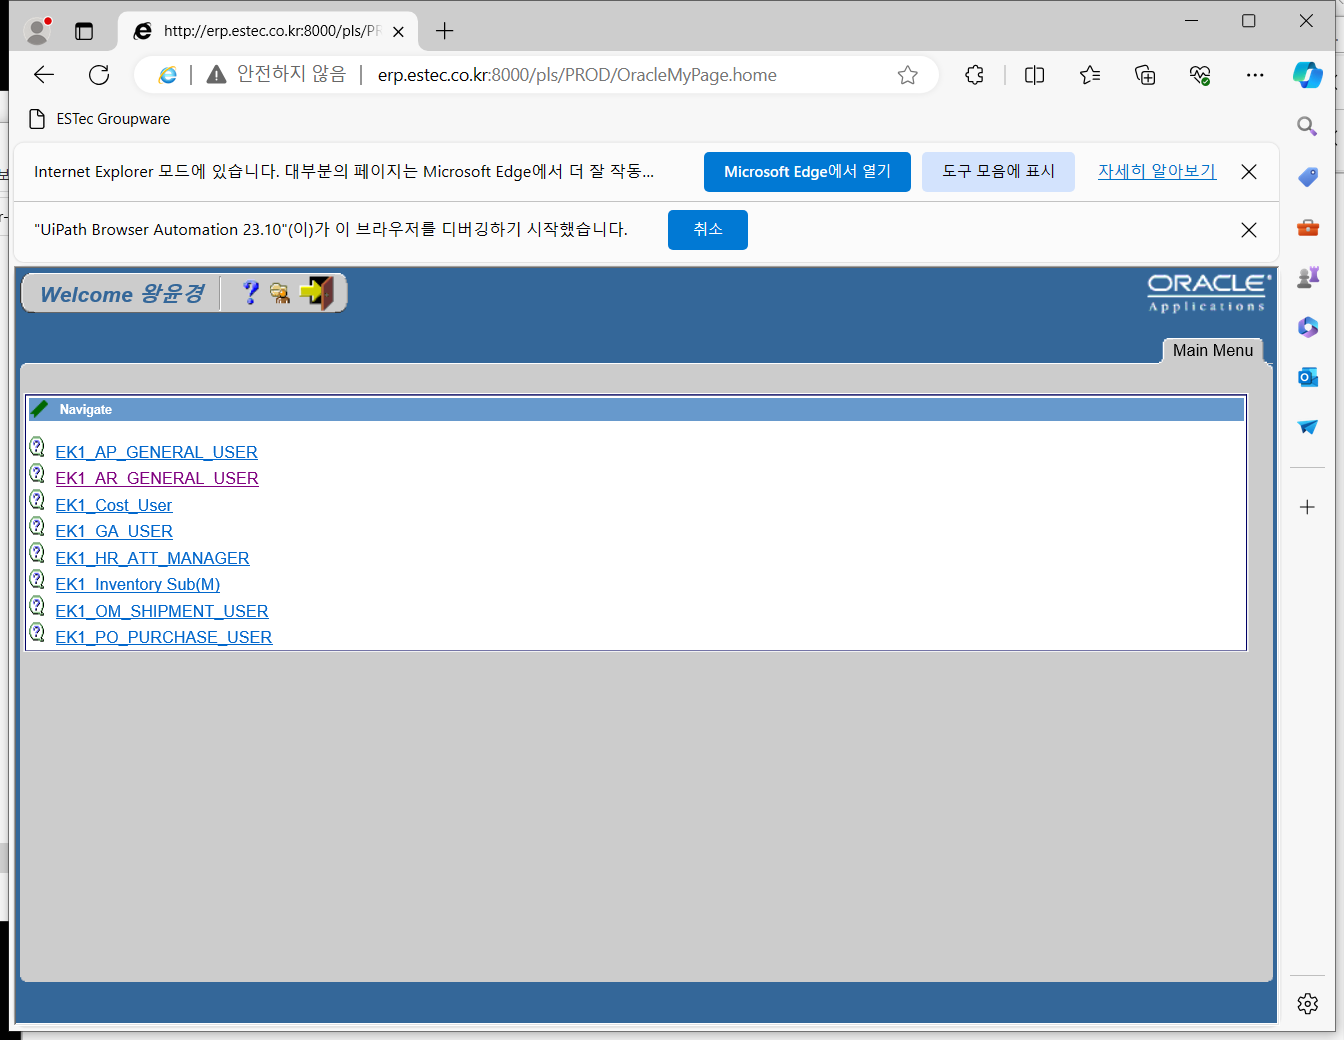 http://erp.estec.co.kr:8000/pls/PR
안전하지 않음 erp.estec.co.kr:8000/pls/PROD/OracleMyPage.home
ESTec Groupware
Internet Explorer 모드에 있습니다. 대부분의 페이지는 Microsoft Edge에서 더 잘 작동... Microsoft Edge에서 열기 도구 모음에 표시 자세히 알아보기
"UiPath Browser Automation 23.10"(이)가 이 브라우저를 디버깅하기 시작했습니다. 취소
Welcome 왕윤경
ORACLE
Applications
Main Menu
Navigate
EK1_AP_GENERAL_USER
EK1_AR_GENERAL_USER
EK1_Cost_User
EK1_GA_USER
EK1_HR_ATT_MANAGER
EK1_Inventory Sub(M)
EK1_OM_SHIPMENT_USER
EK1_PO_PURCHASE_USER